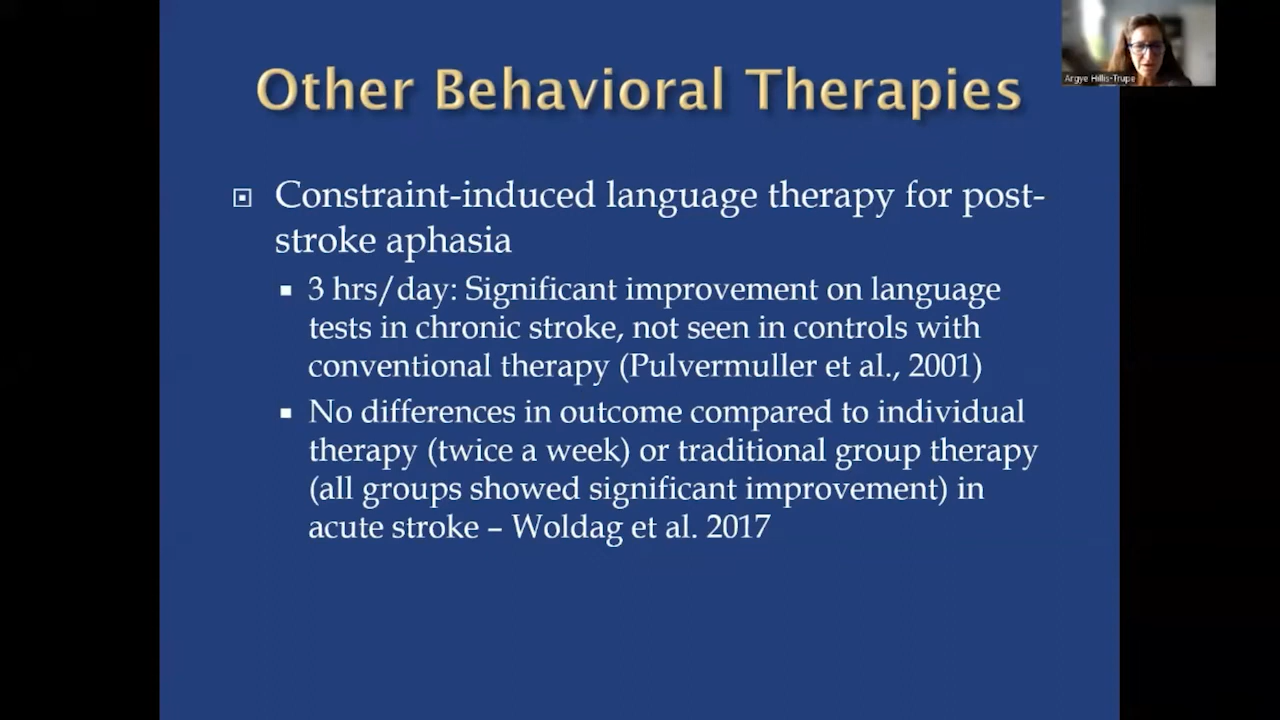 Other Behavioral Therapies
Argye Hillis-Trupe
Constraint-induced language therapy for post-
stroke aphasia
3 hrs/day: Significant improvement on language
tests in chronic stroke, not seen in controls with
conventional therapy (Pulvermuller et al., 2001)
No differences in outcome compared to individual
therapy (twice a week) or traditional group therapy
(all groups showed significant improvement) in
acute stroke – Woldag et al. 2017